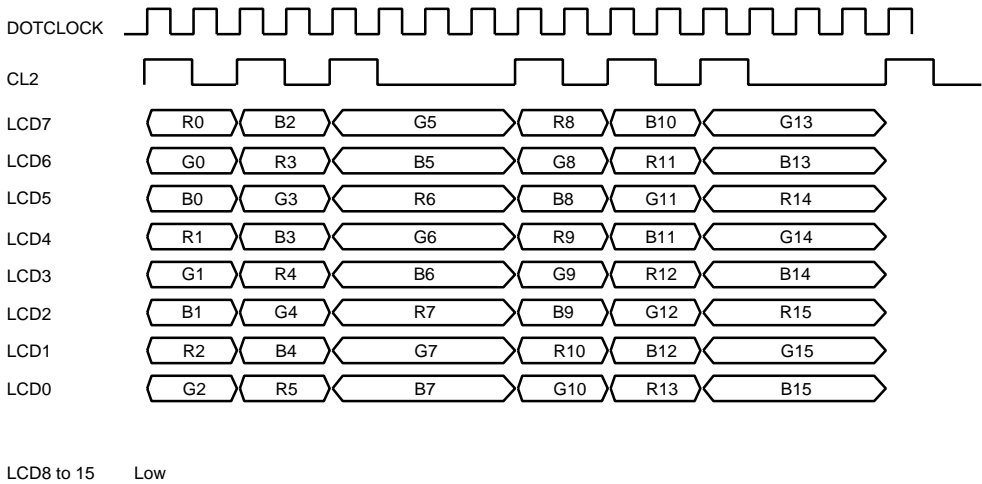 DOTCLOCK
CL2
LCD7 R0 B2 G5 R8 B10 G13
LCD6 G0 R3 B5 G8 R11 B13
LCD5 B0 G3 R6 B8 G11 R14
LCD4 R1 B3 G6 R9 B11 G14
LCD3 G1 R4 B6 G9 R12 B14
LCD2 B1 G4 R7 B9 G12 R15
LCD1 R2 B4 G7 R10 B12 G15
LCD0 G2 R5 B7 G10 R13 B15
LCD8 to 15 Low